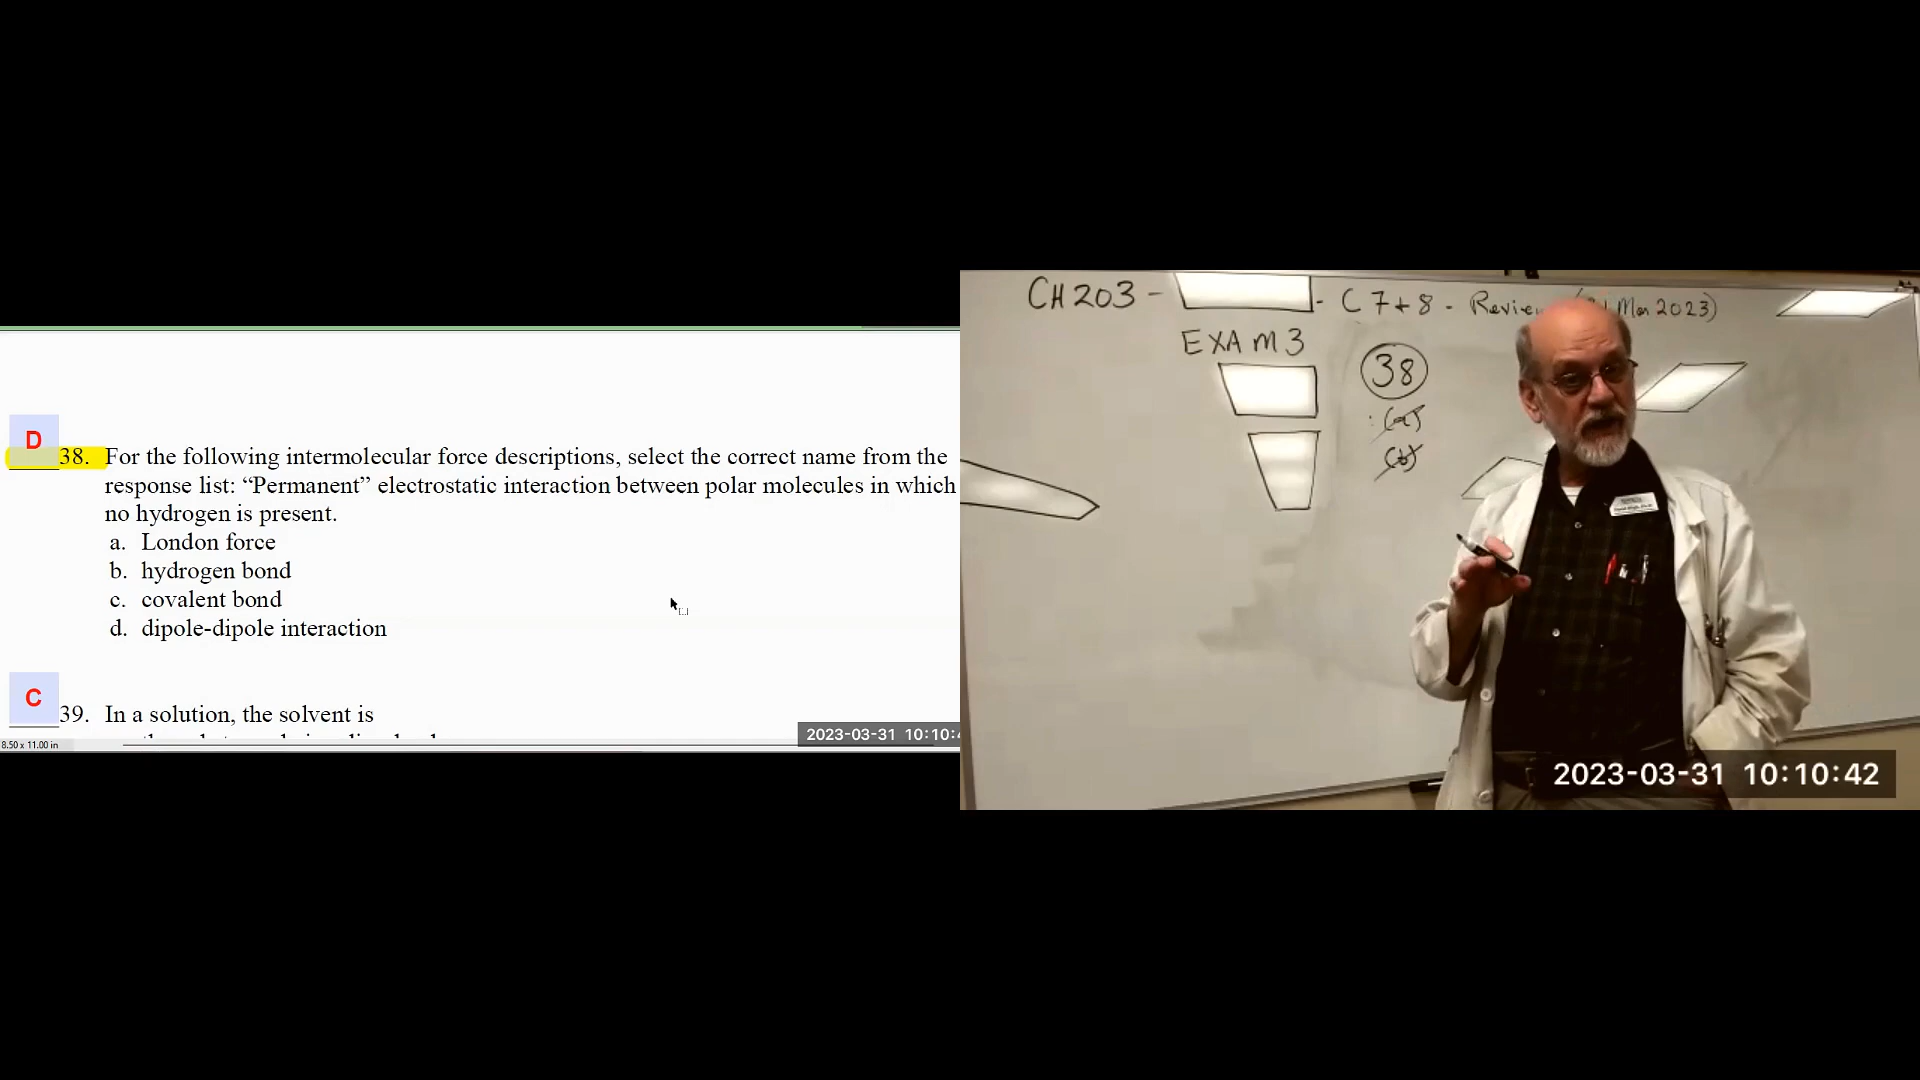 D
38. For the following intermolecular force descriptions, select the correct name from the
response list: “Permanent” electrostatic interaction between polar molecules in which
no hydrogen is present.
a. London force
b. hydrogen bond
c. covalent bond
d. dipole-dipole interaction
C
39. In a solution, the solvent is
8.50 x 11.00 in
2023-03-31 10:10:4
CH203 - - C 7+8 - Mar 2023)
EXAM 3
38
(a)
(b)
2023-03-31 10:10:42